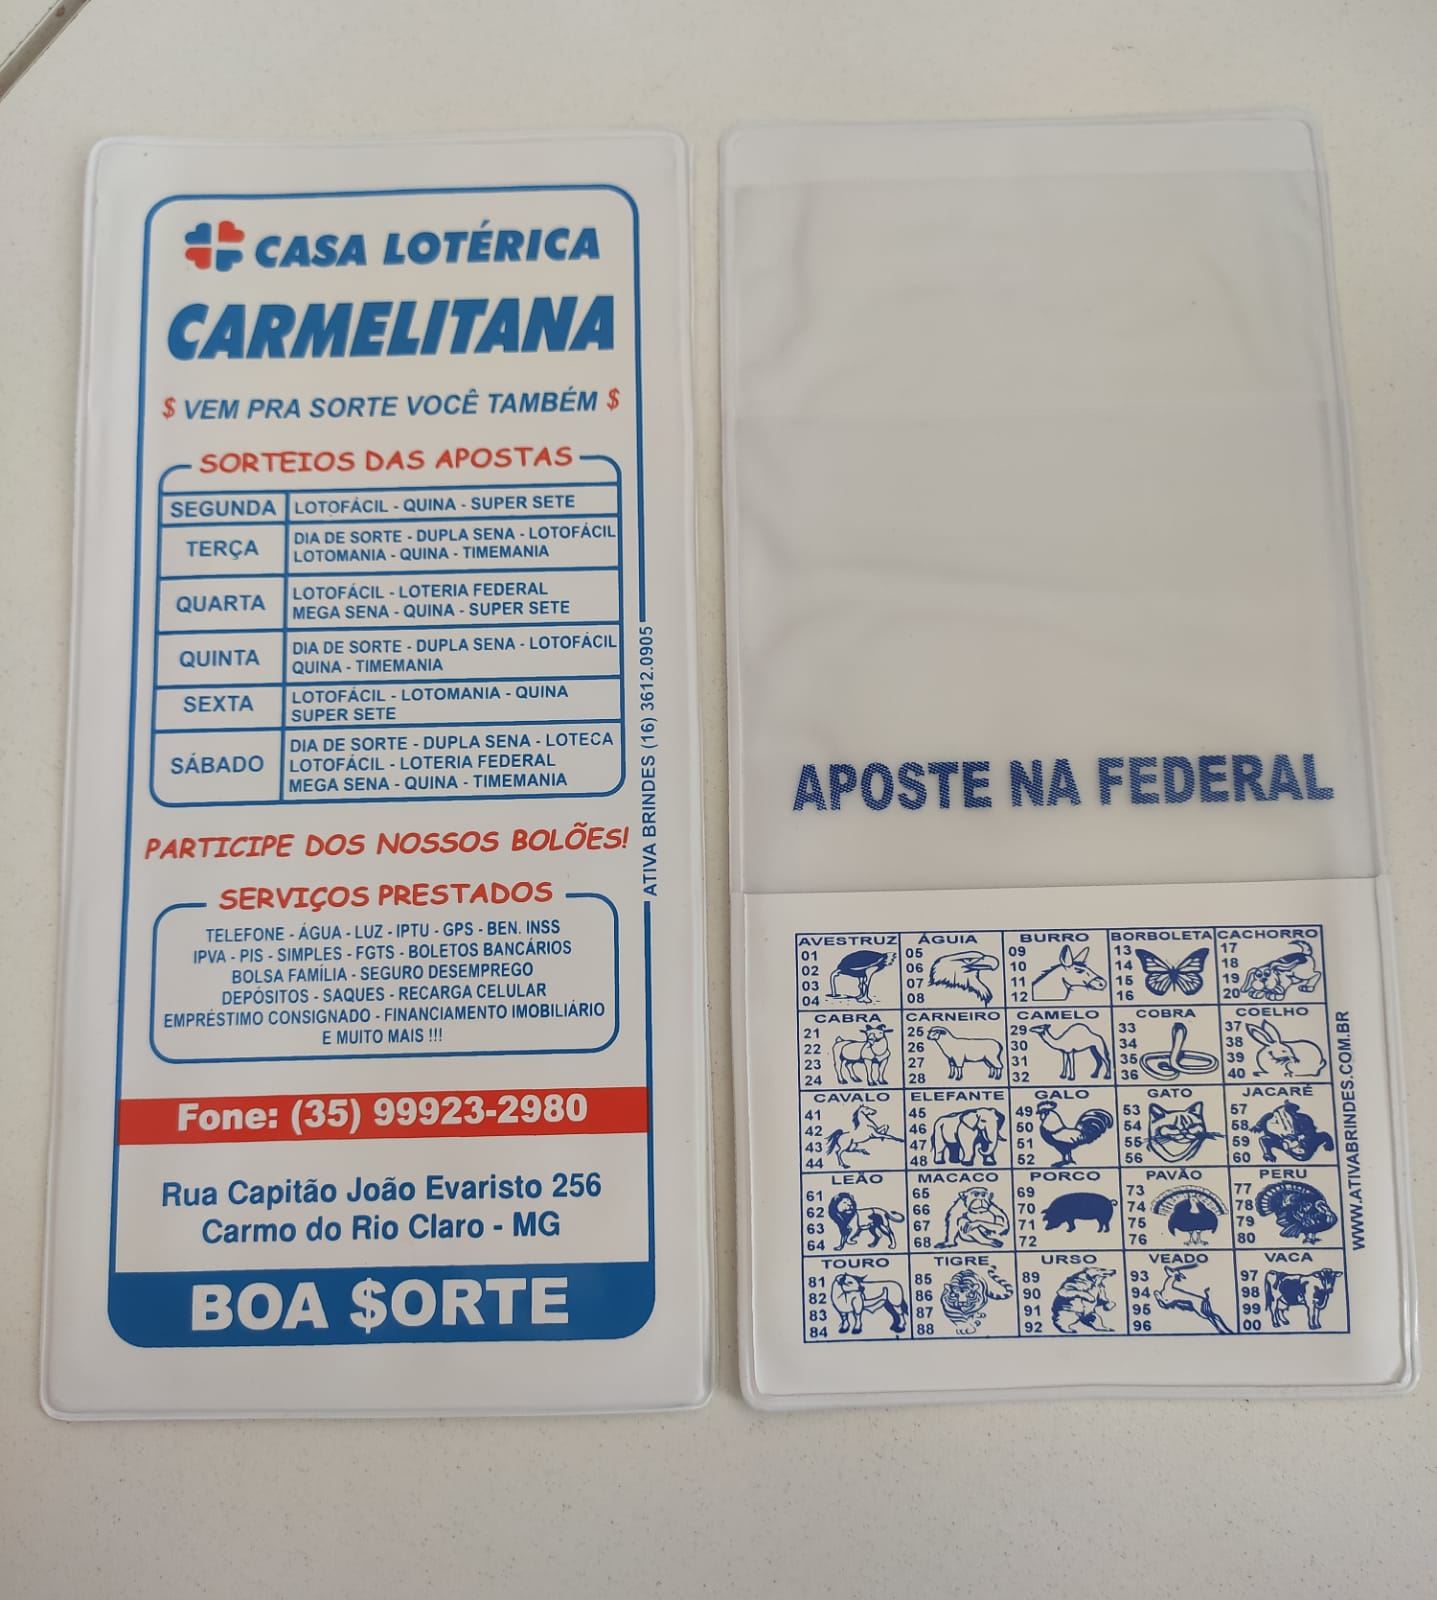 CASA LOTÉRICA
CARMELITANA
$ VEM PRA SORTE VOCÊ TAMBÉM $
SORTEIOS DAS APOSTAS
SEGUNDA LOTOFÁCIL - QUINA - SUPER SETE
TERÇA DIA DE SORTE - DUPLA SENA - LOTOFÁCIL
LOTOMANIA - QUINA - TIMEMANIA
QUARTA LOTOFÁCIL - LOTERIA FEDERAL
MEGA SENA - QUINA - SUPER SETE
QUINTA DIA DE SORTE - DUPLA SENA - LOTOFÁCIL
QUINA - TIMEMANIA
SEXTA LOTOFÁCIL - LOTOMANIA - QUINA
SUPER SETE
SÁBADO DIA DE SORTE - DUPLA SENA - LOTECA
LOTOFÁCIL - LOTERIA FEDERAL
MEGA SENA - QUINA - TIMEMANIA
PARTICIPE DOS NOSSOS BOLÕES!
SERVIÇOS PRESTADOS
TELEFONE - ÁGUA - LUZ - IPTU - GPS - BEN. INSS
IPVA - PIS - SIMPLES - FGTS - BOLETOS BANCÁRIOS
BOLSA FAMÍLIA - SEGURO DESEMPREGO
DEPÓSITOS - SAQUES - RECARGA CELULAR
EMPRÉSTIMO CONSIGNADO - FINANCIAMENTO IMOBILIÁRIO
E MUITO MAIS !!!
Fone: (35) 99923-2980
Rua Capitão João Evaristo 256
Carmo do Rio Claro - MG
BOA $ORTE
ATIVA BRINDES (16) 3612.0905
APOSTE NA FEDERAL
AVESTRUZ ÁGUIA BURRO BORBOLETA CACHORRO
01 05 09 13 17
02 06 10 14 18
03 07 11 15 19
04 08 12 16 20
CABRA CARNEIRO CAMELO COBRA COELHO
21 25 29 33 37
22 26 30 34 38
23 27 31 35 39
24 28 32 36 40
CAVALO ELEFANTE GALO GATO JACARÉ
41 45 49 53 57
42 46 50 54 58
43 47 51 55 59
44 48 52 56 60
LEÃO MACACO PORCO PAVÃO PERU
61 65 69 73 77
62 66 70 74 78
63 67 71 75 79
64 68 72 76 80
TOURO TIGRE URSO VEADO VACA
81 85 89 93 97
82 86 90 94 98
83 87 91 95 99
84 88 92 96 00
WWW.ATIVABRINDES.COM.BR